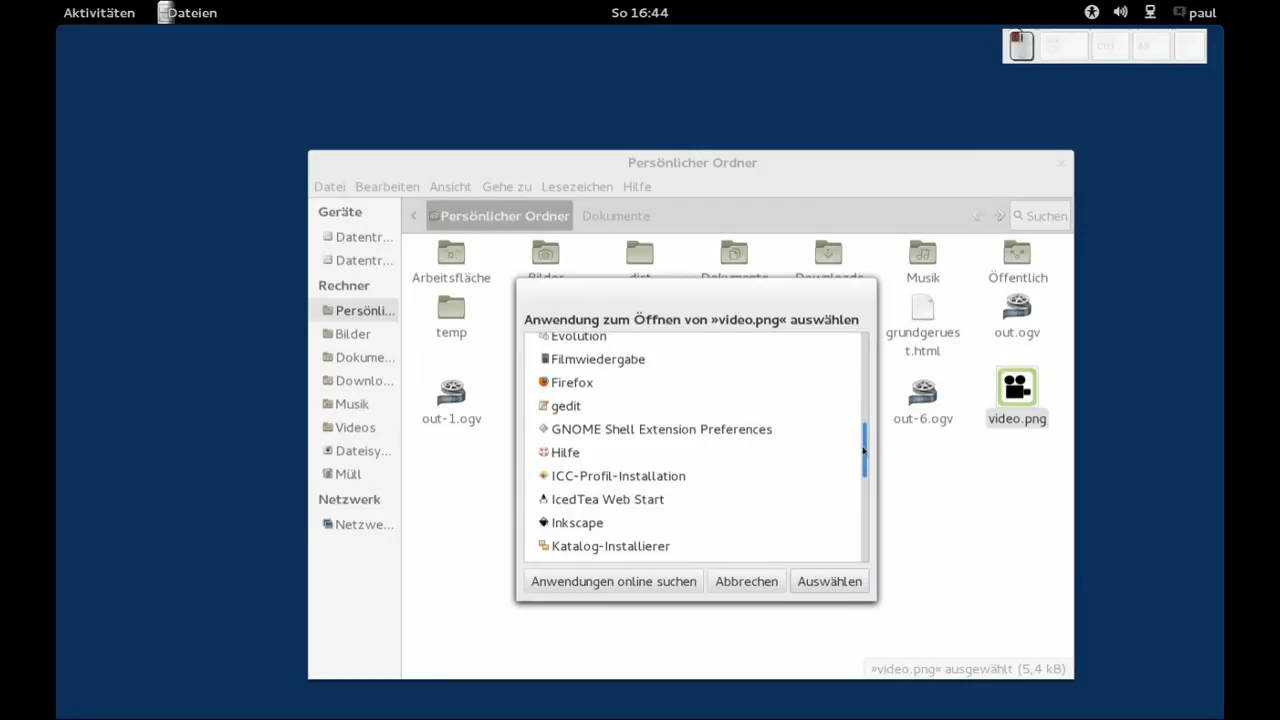 Aktivitäten Dateien So 16:44 paul
Persönlicher Ordner
Datei Bearbeiten Ansicht Gehe zu Lesezeichen Hilfe
Persönlicher Ordner Dokumente Suchen
Geräte
Datentr...
Datentr...
Rechner
Persönli...
Bilder
Dokume...
Downlo...
Musik
Videos
Dateisy...
Müll
Netzwerk
Netzwe...
Arbeitsfläche Bilder dist Dokumente Downloads Musik Öffentlich
temp grundgerues out.ogv
t.html
out-1.ogv out-6.ogv video.png
Anwendung zum Öffnen von »video.png« auswählen
Evolution
Filmwiedergabe
Firefox
gedit
GNOME Shell Extension Preferences
Hilfe
ICC-Profil-Installation
IcedTea Web Start
Inkscape
Katalog-Installierer
Anwendungen online suchen Abbrechen Auswählen
»video.png« ausgewählt (5,4 kB)